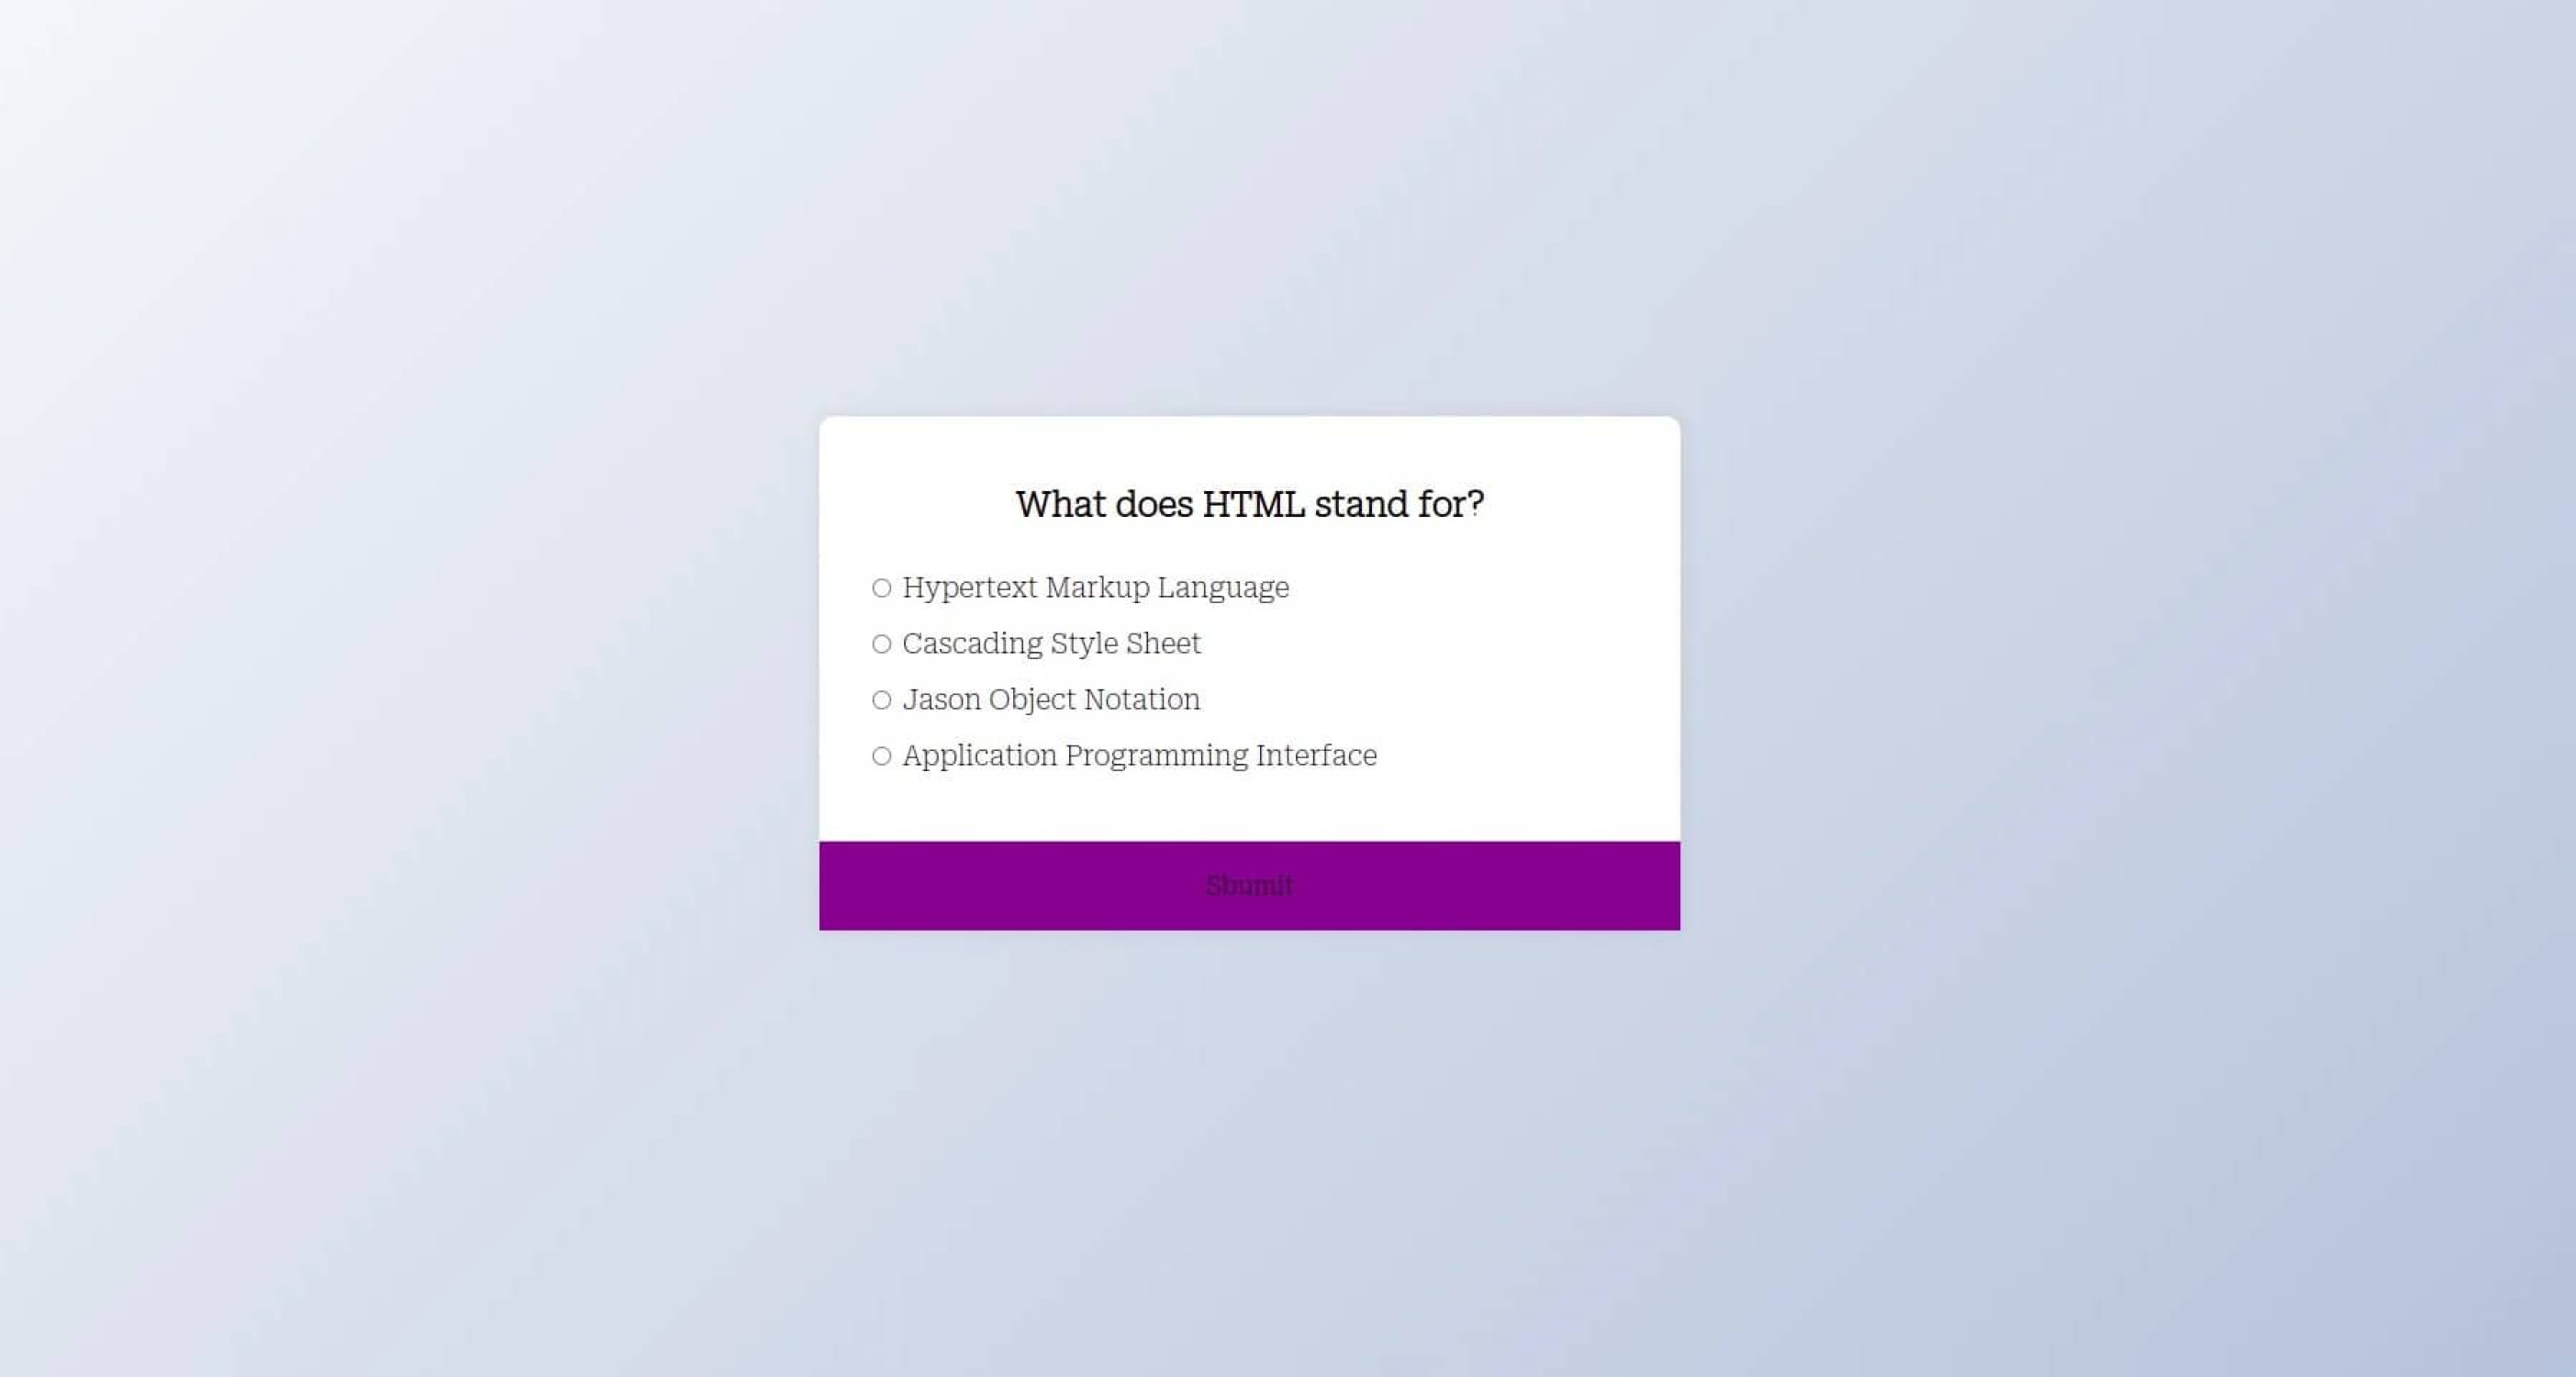 What does HTML stand for?
Hypertext Markup Language
Cascading Style Sheet
Jason Object Notation
Application Programming Interface
Sbumit